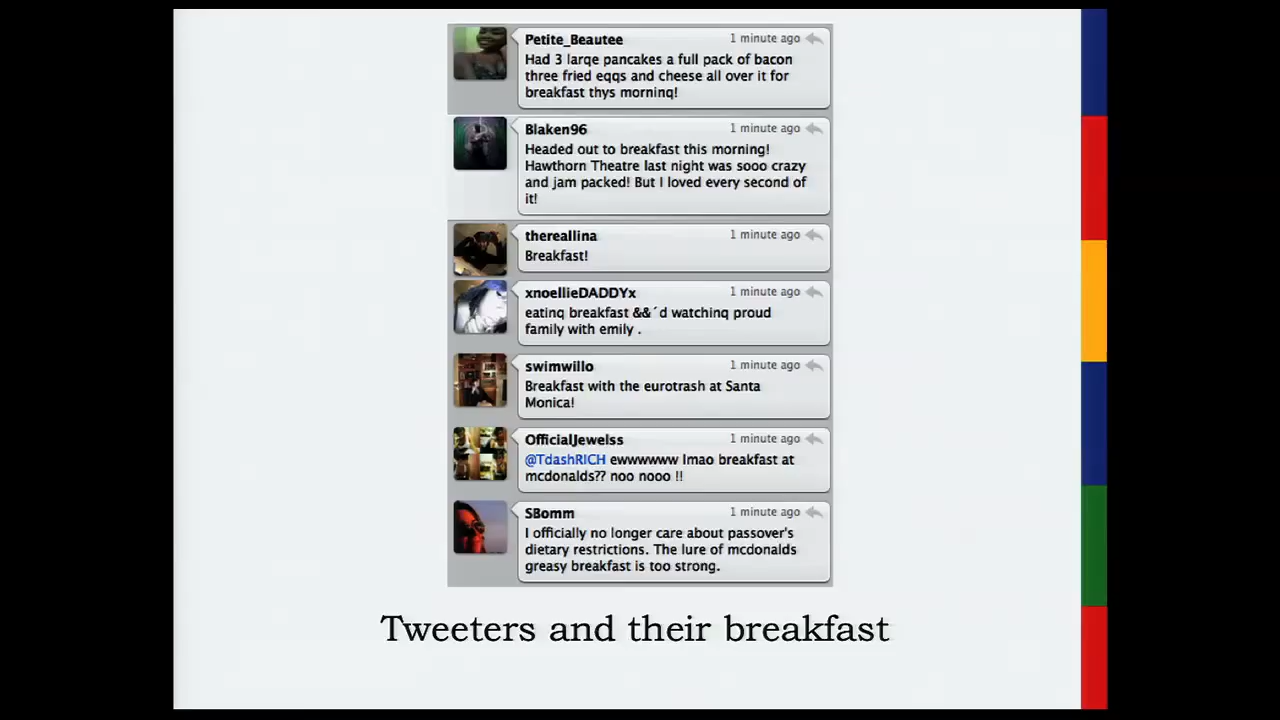 Petite_Beautee 1 minute ago
Had 3 large pancakes a full pack of bacon
three fried eggs and cheese all over it for
breakfast thys morning!
Blaken96 1 minute ago
Headed out to breakfast this morning!
Hawthorn Theatre last night was sooo crazy
and jam packed! But I loved every second of
it!
thereallina 1 minute ago
Breakfast!
xnoellieDADDYx 1 minute ago
eating breakfast &&´d watching proud
family with emily .
swimwillo 1 minute ago
Breakfast with the eurotrash at Santa
Monica!
OfficialJewelss 1 minute ago
@TdashRICH ewwwwww lmao breakfast at
mcdonalds?? noo nooo !!
SBomm 1 minute ago
I officially no longer care about passover's
dietary restrictions. The lure of mcdonalds
greasy breakfast is too strong.
Tweeters and their breakfast